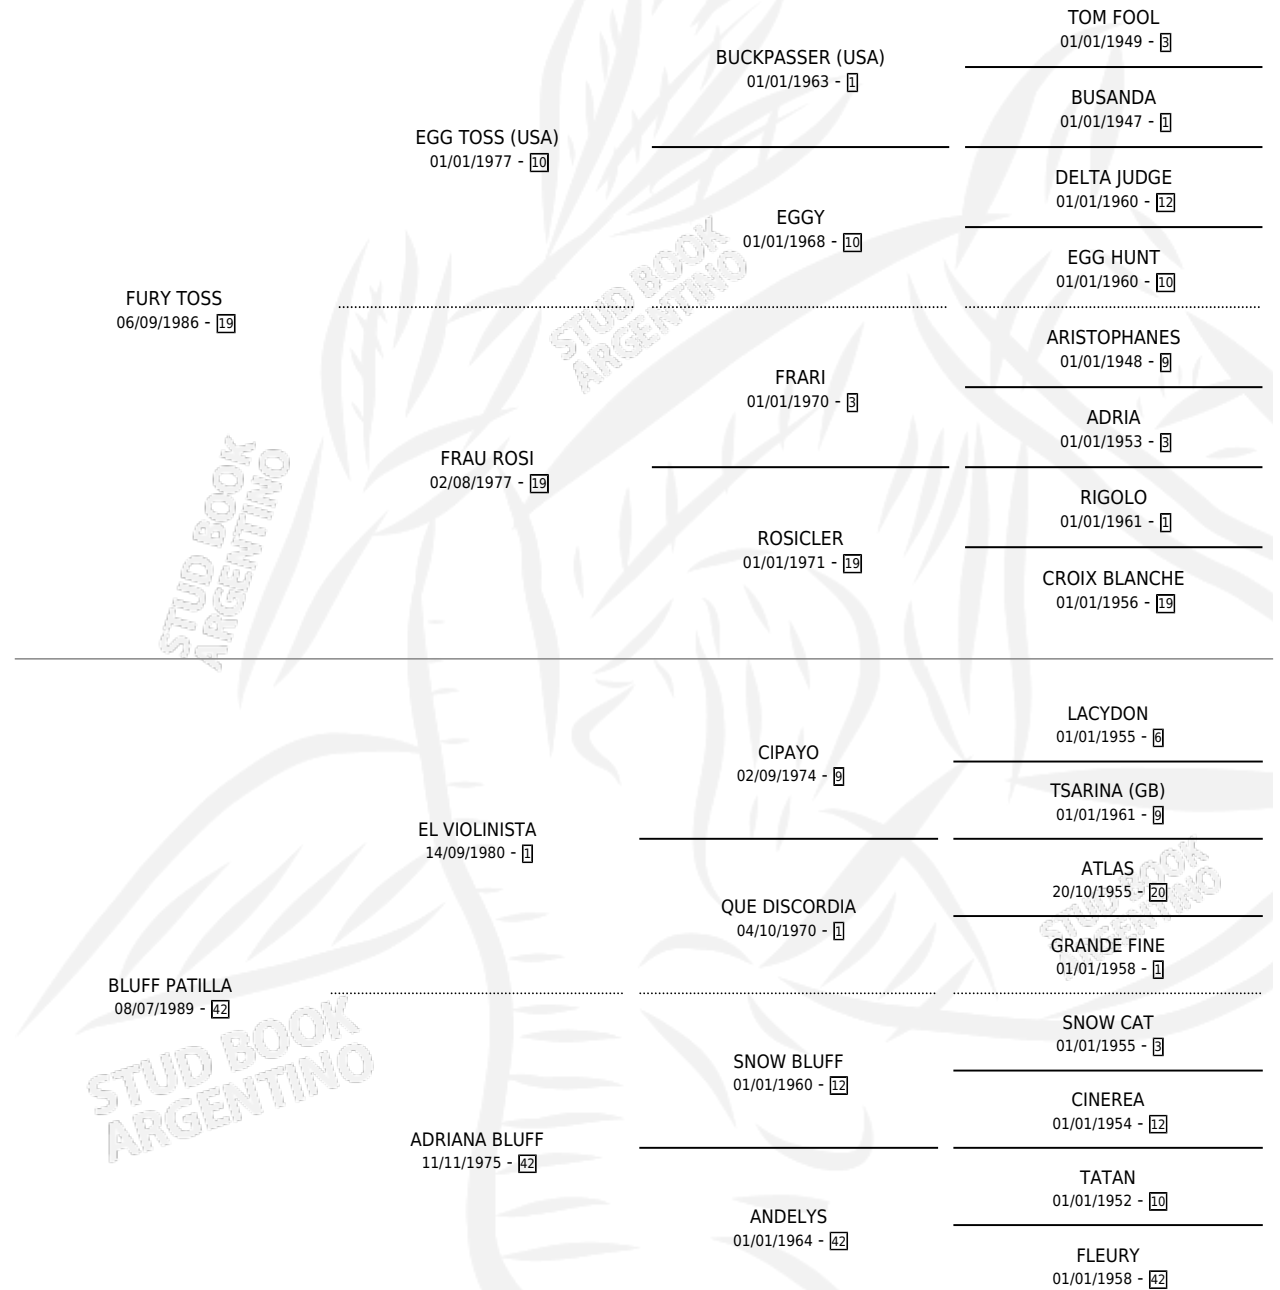 TOM FOOL
01/01/1949 - 3
BUCKPASSER (USA)
01/01/1963 - 1
BUSANDA
01/01/1947 - 1
EGG TOSS (USA)
01/01/1977 - 10
DELTA JUDGE
01/01/1960 - 12
EGGY
01/01/1968 - 10
EGG HUNT
01/01/1960 - 10
FURY TOSS
06/09/1986 - 19
STUD BOOK
ARGENTINO
ARISTOPHANES
01/01/1948 - 9
FRARI
01/01/1970 - 3
ADRIA
01/01/1953 - 3
FRAU ROSI
02/08/1977 - 19
RIGOLO
01/01/1961 - 1
ROSICLER
01/01/1971 - 19
CROIX BLANCHE
01/01/1956 - 19
STUD BOOK
ARGENTINO
LACYDON
01/01/1955 - 6
CIPAYO
02/09/1974 - 9
TSARINA (GB)
01/01/1961 - 9
EL VIOLINISTA
14/09/1980 - 1
ATLAS
20/10/1955 - 20
QUE DISCORDIA
04/10/1970 - 1
GRANDE FINE
01/01/1958 - 1
STUD BOOK
ARGENTINO
BLUFF PATILLA
08/07/1989 - 42
SNOW CAT
01/01/1955 - 3
SNOW BLUFF
01/01/1960 - 12
CINEREA
01/01/1954 - 12
STUD BOOK
ARGENTINO
ADRIANA BLUFF
11/11/1975 - 42
TATAN
01/01/1952 - 10
ANDELYS
01/01/1964 - 42
FLEURY
01/01/1958 - 42